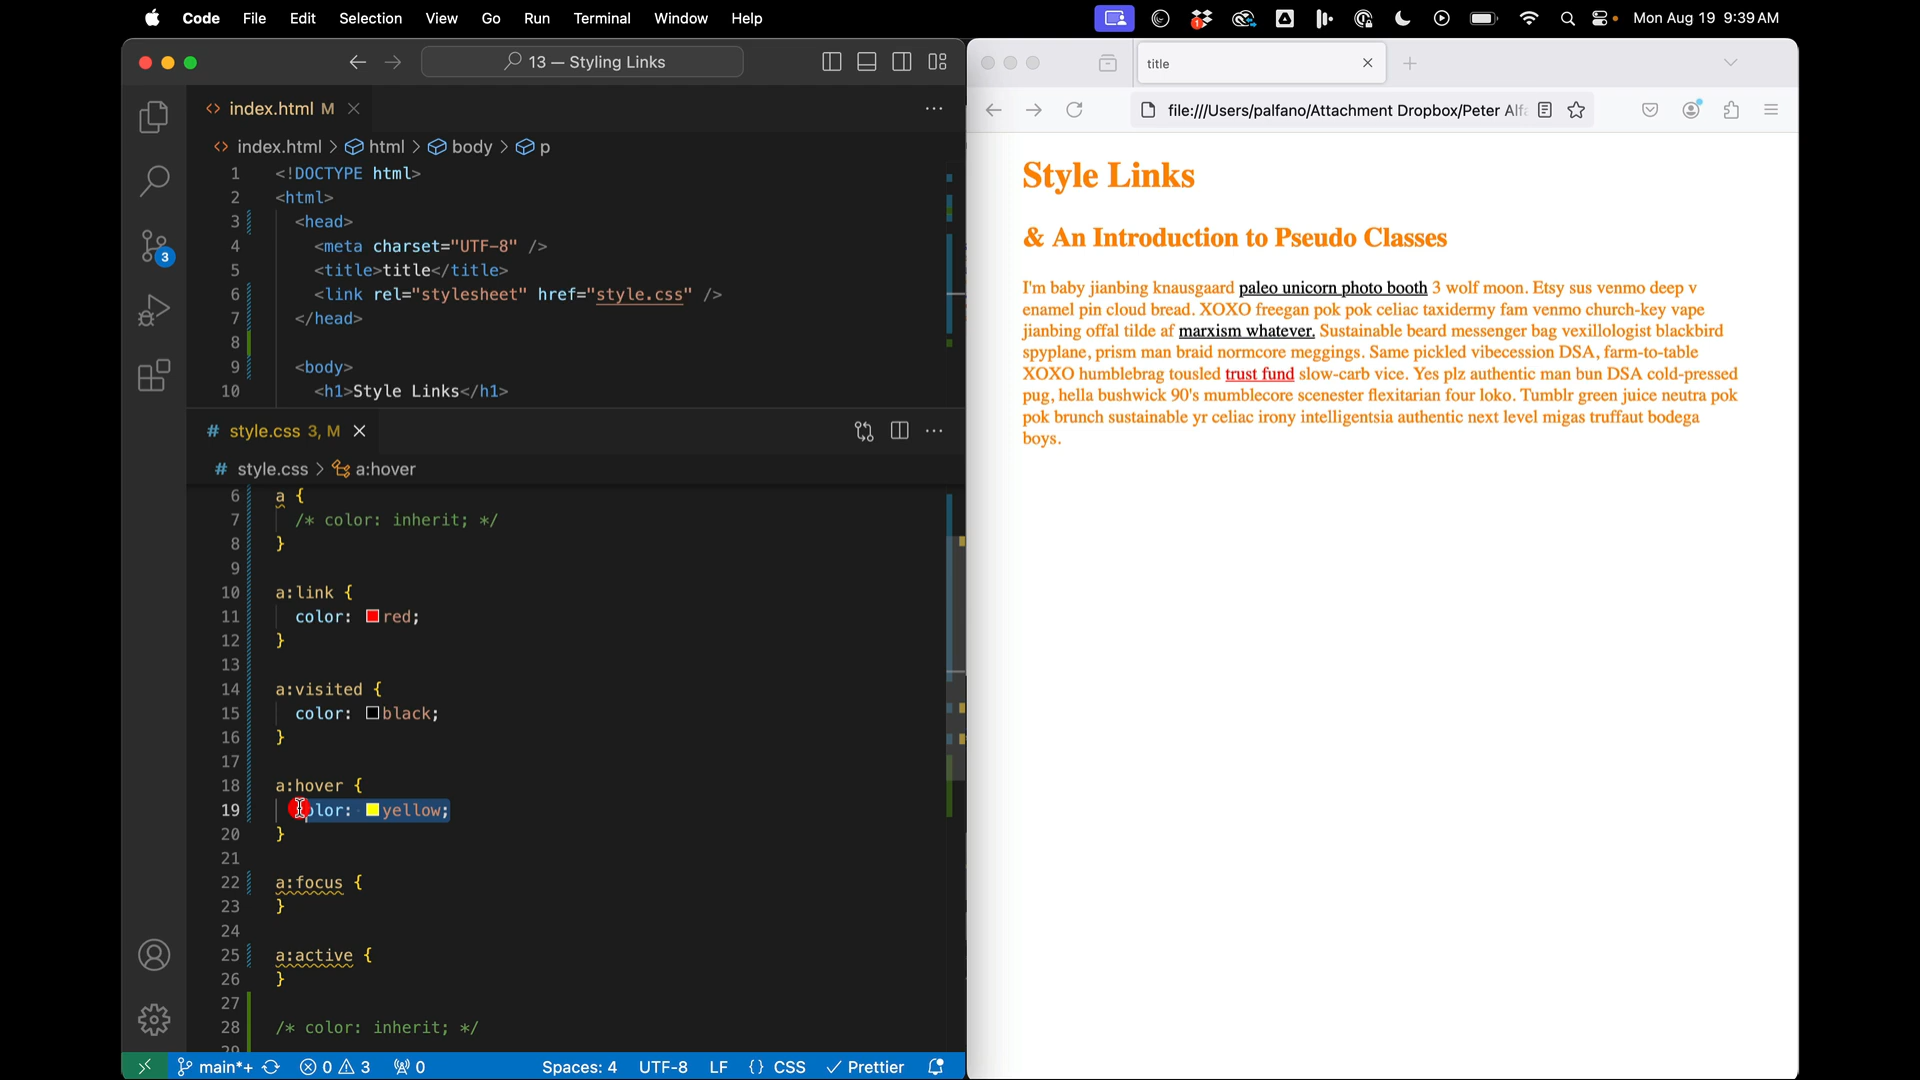 Code File Edit Selection View Go Run Terminal Window Help
1
Mon Aug 19 9:39 AM
13 — Styling Links
index.html M
index.html > html > body > p
1 <!DOCTYPE html>
2 <html>
3 <head>
4 <meta charset="UTF-8" />
5 <title>title</title>
6 <link rel="stylesheet" href="style.css" />
7 </head>
8
9 <body>
10 <h1>Style Links</h1>
3
# style.css 3, M
# style.css > a:hover
6 a {
7 /* color: inherit; */
8 }
9
10 a:link {
11 color: red;
12 }
13
14 a:visited {
15 color: black;
16 }
17
18 a:hover {
19 color: yellow;
20 }
21
22 a:focus {
23 }
24
25 a:active {
26 }
27
28 /* color: inherit; */
29
main*+ 0 3 0 Spaces: 4 UTF-8 LF {} CSS Prettier
title
file:///Users/palfano/Attachment Dropbox/Peter Alf
Style Links
& An Introduction to Pseudo Classes
I'm baby jianbing knausgaard paleo unicorn photo booth 3 wolf moon. Etsy sus venmo deep v
enamel pin cloud bread. XOXO freegan pok pok celiac taxidermy fam venmo church-key vape
jianbing offal tilde af marxism whatever. Sustainable beard messenger bag vexillologist blackbird
spyplane, prism man braid normcore meggings. Same pickled vibecession DSA, farm-to-table
XOXO humblebrag tousled trust fund slow-carb vice. Yes plz authentic man bun DSA cold-pressed
pug, hella bushwick 90's mumblecore scenester flexitarian four loko. Tumblr green juice neutra pok
pok brunch sustainable yr celiac irony intelligentsia authentic next level migas truffaut bodega
boys.